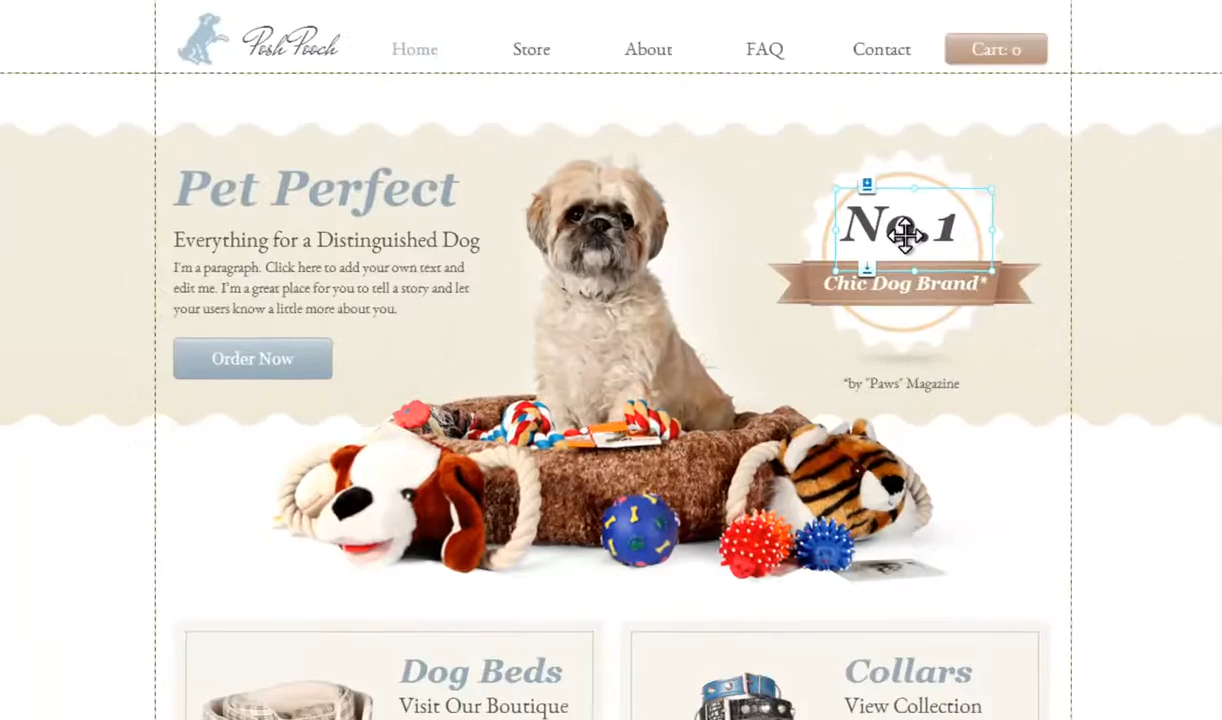 Posh Pooch
Home
Store
About
FAQ
Contact
Cart: 0
Pet Perfect
Everything for a Distinguished Dog
I'm a paragraph. Click here to add your own text and
edit me. I'm a great place for you to tell a story and let
your users know a little more about you.
Order Now
No.1
Chic Dog Brand*
*by "Paws" Magazine
Dog Beds
Visit Our Boutique
Collars
View Collection